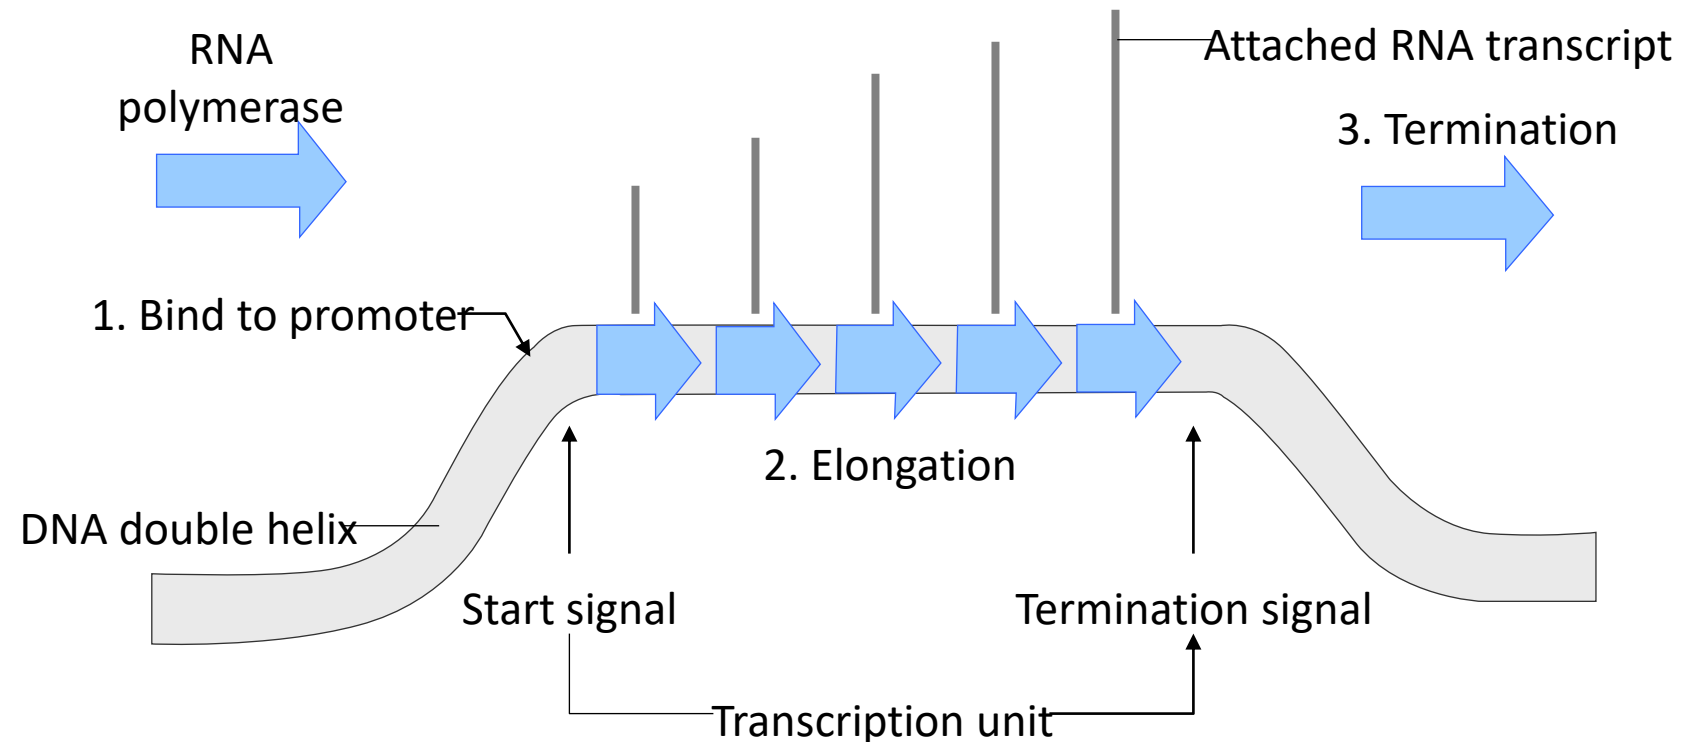 RNA
polymerase
Attached RNA transcript
3. Termination
1. Bind to promoter
2. Elongation
DNA double helix
Start signal
Termination signal
Transcription unit